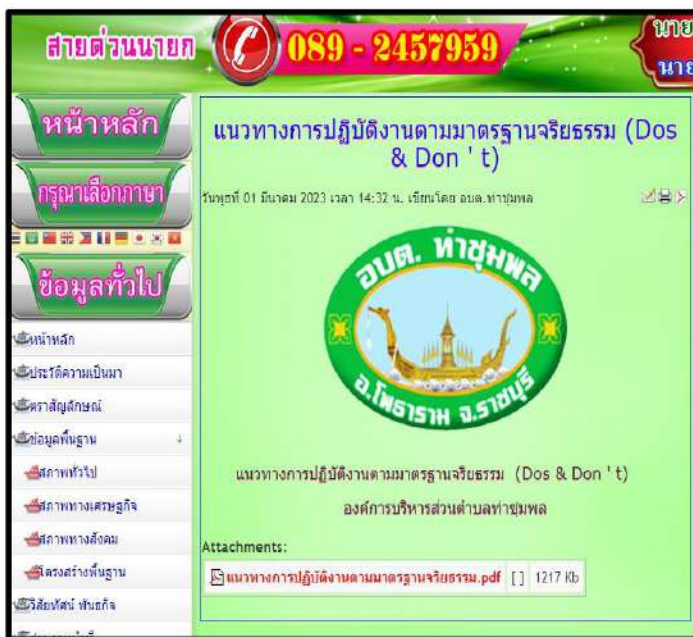 สายด่วนนายก
089 - 2457959
นาย
นาย
หน้าหลัก
กรุณาเลือกภาษา
ข้อมูลทั่วไป
หน้าหลัก
ประวัติความเป็นมา
ตราสัญลักษณ์
ข้อมูลพื้นฐาน
สภาพทั่วไป
สภาพทางเศรษฐกิจ
สภาพทางสังคม
โครงสร้างพื้นฐาน
วิสัยทัศน์ พันธกิจ
แนวทางการปฏิบัติงานตามมาตรฐานจริยธรรม (Dos
& Don ' t)
วันพุธที่ 01 มีนาคม 2023 เวลา 14:32 น. เขียนโดย อบต.ท่าชุมพล
อบต. ท่าชุมพล
อ.โพธาราม จ.ราชบุรี
แนวทางการปฏิบัติงานตามมาตรฐานจริยธรรม (Dos & Don ' t)
องค์การบริหารส่วนตำบลท่าชุมพล
Attachments:
แนวทางการปฏิบัติงานตามมาตรฐานจริยธรรม.pdf [ ] 1217 Kb